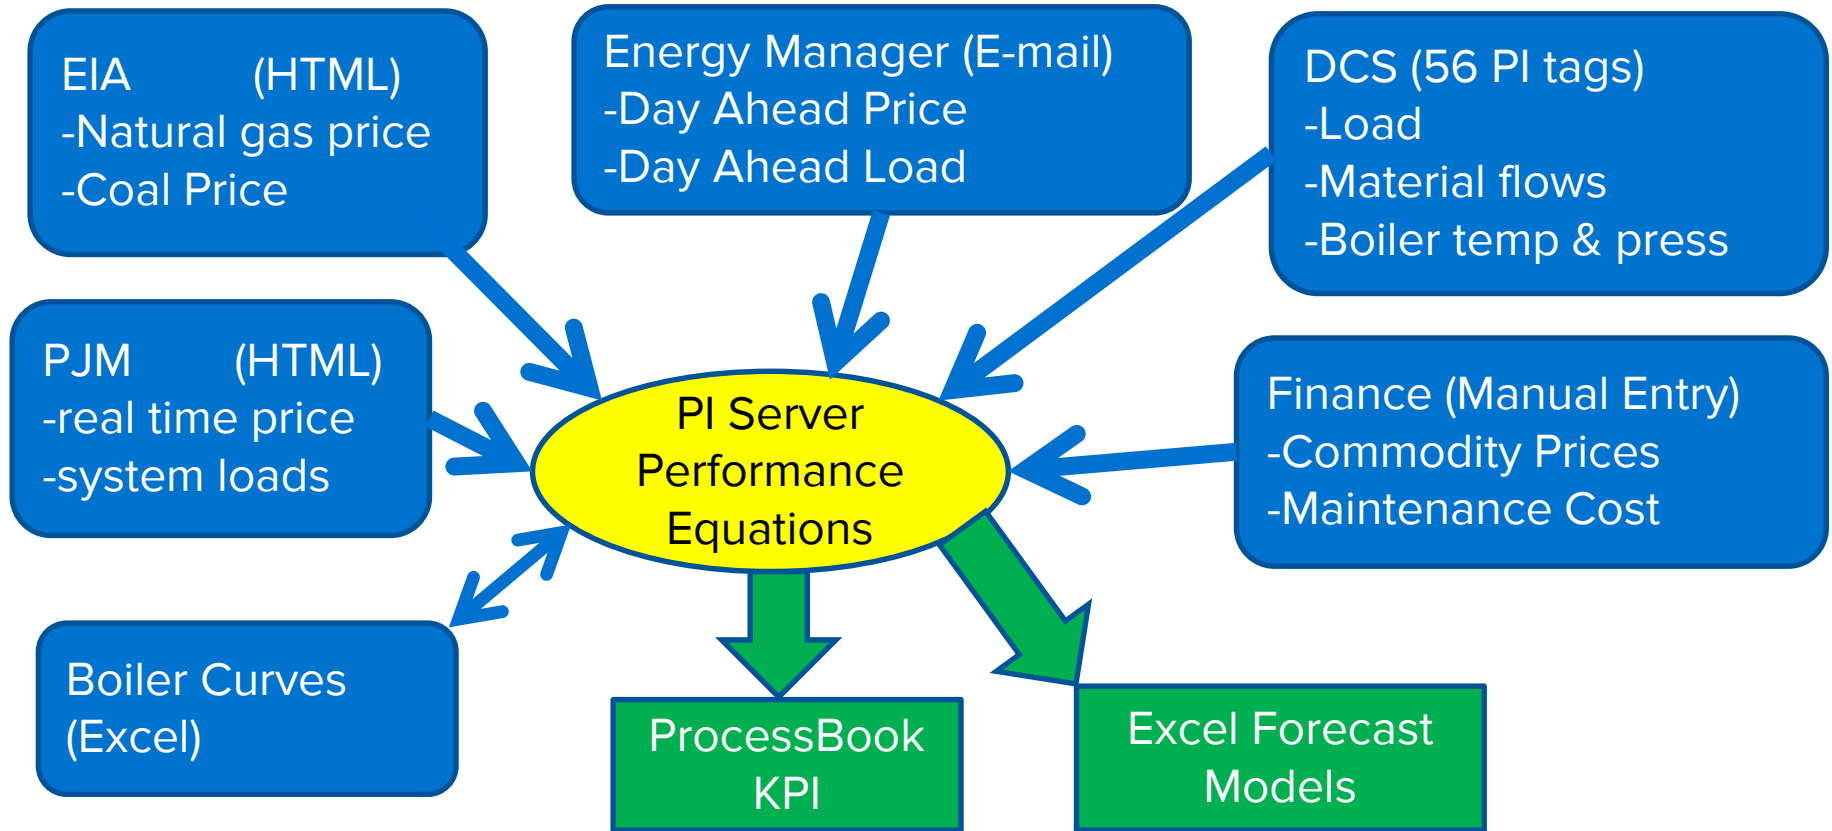 EIA (HTML)
-Natural gas price
-Coal Price
Energy Manager (E-mail)
-Day Ahead Price
-Day Ahead Load
DCS (56 PI tags)
-Load
-Material flows
-Boiler temp & press
PJM (HTML)
-real time price
-system loads
PI Server
Performance
Equations
Finance (Manual Entry)
-Commodity Prices
-Maintenance Cost
Boiler Curves
(Excel)
ProcessBook
KPI
Excel Forecast
Models